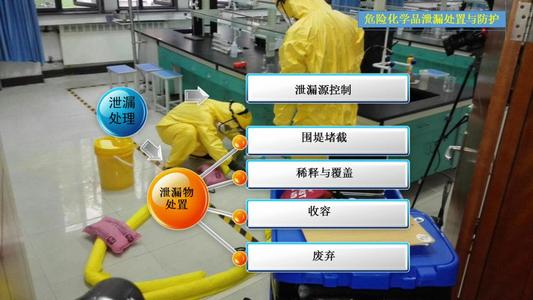 危险化学品泄漏处置与防护
泄漏源控制
泄漏
处理
围堤堵截
稀释与覆盖
泄漏物
处置
收容
废弃